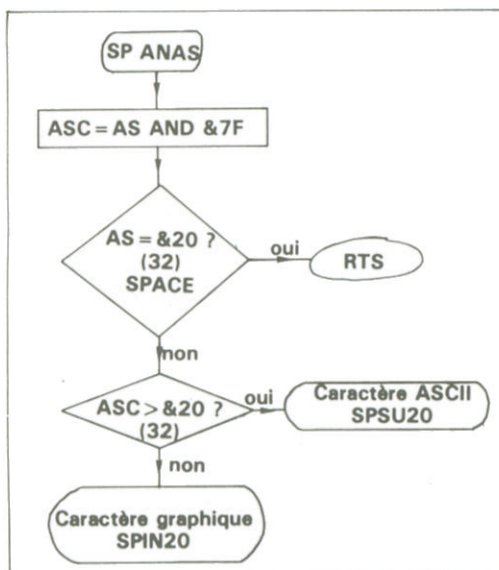 SP ANAS
ASC = AS AND &7F
AS = &20 ?
(32)
SPACE
oui
RTS
non
ASC > &20 ?
(32)
oui
Caractère ASCII
SPSU20
non
Caractère graphique
SPIN20